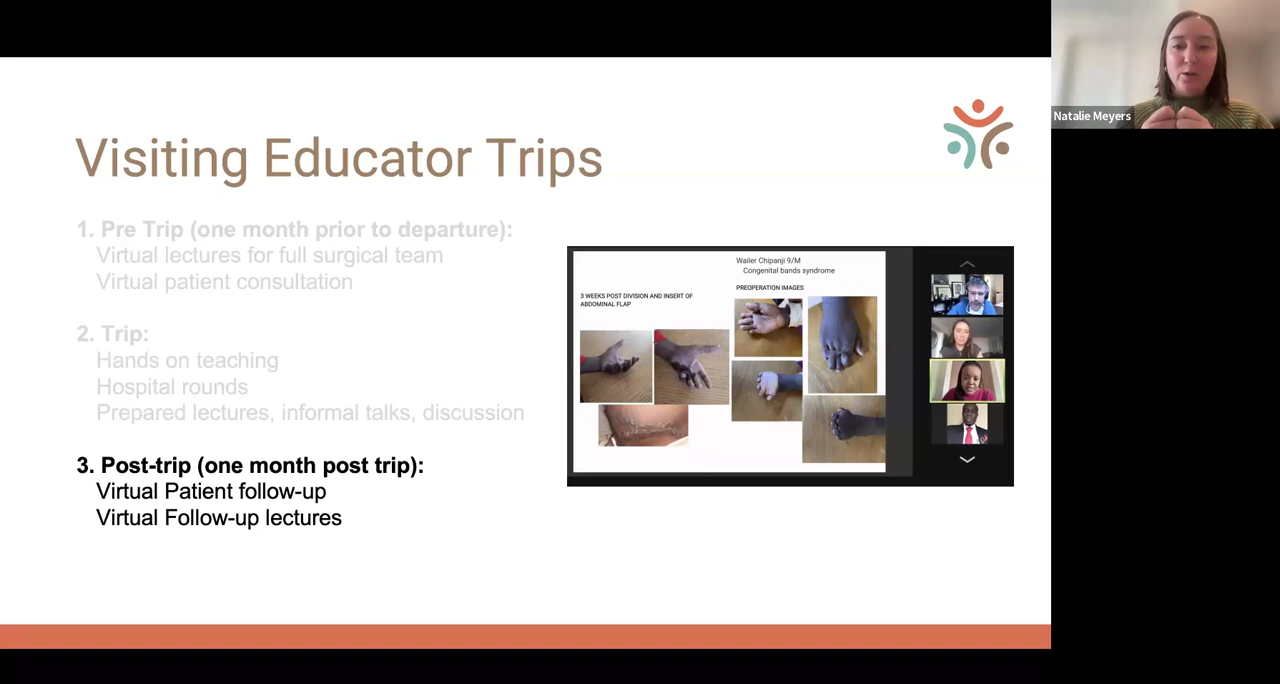 Visiting Educator Trips
1. Pre Trip (one month prior to departure):
Virtual lectures for full surgical team
Virtual patient consultation
2. Trip:
Hands on teaching
Hospital rounds
Prepared lectures, informal talks, discussion
3. Post-trip (one month post trip):
Virtual Patient follow-up
Virtual Follow-up lectures
Wailer Chipanji 9/M
Congenital bands syndrome
PREOPERATION IMAGES
3 WEEKS POST DIVISION AND INSERT OF
ABDOMINAL FLAP
Natalie Meyers